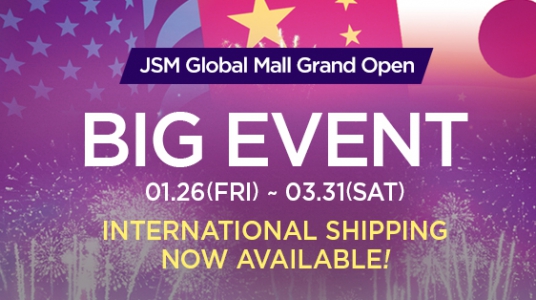 JSM Global Mall Grand Open
BIG EVENT
01.26(FRI) ~ 03.31(SAT)
INTERNATIONAL SHIPPING
NOW AVAILABLE!